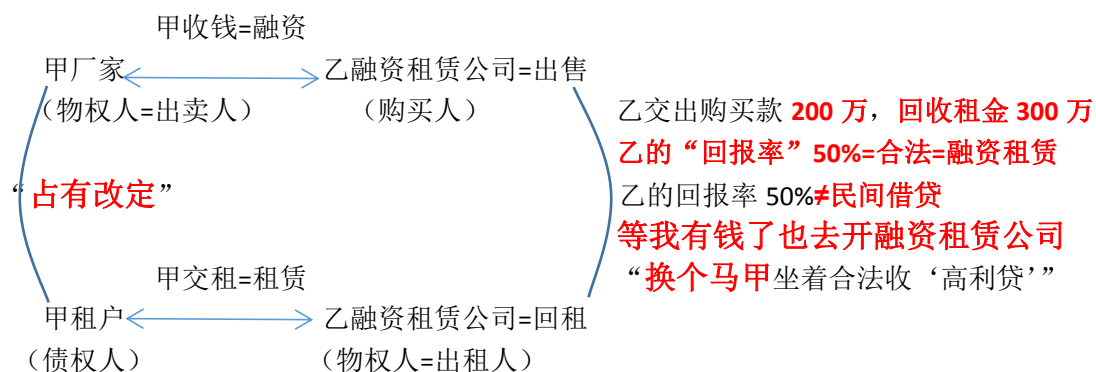 甲收钱=融资
甲厂家 乙融资租赁公司=出售
（物权人=出卖人） （购买人）
乙交出购买款 200 万，回收租金 300 万
乙的“回报率”50%=合法=融资租赁
“占有改定”
乙的回报率 50%≠民间借贷
等我有钱了也去开融资租赁公司
甲交租=租赁
“换个马甲坐着合法收‘高利贷’”
甲租户 乙融资租赁公司=回租
（债权人） （物权人=出租人）